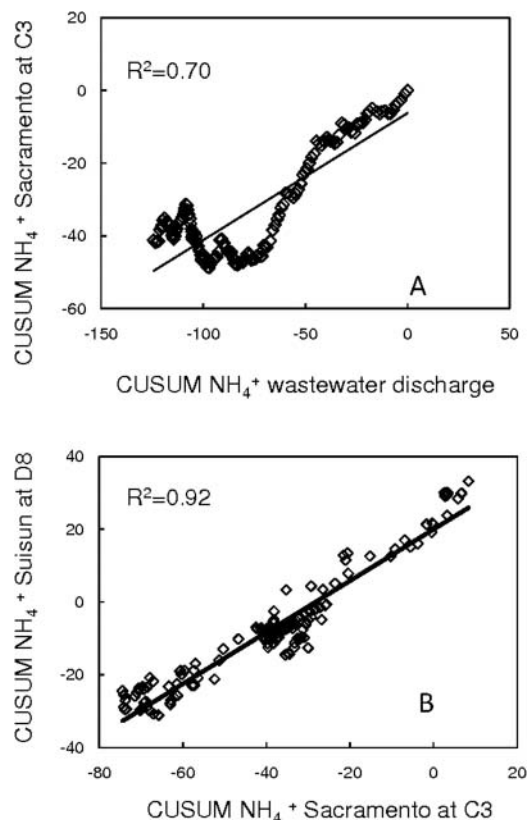 20
R²=0.70
0
-20
-40
A
-60
-150 -100 -50 0 50
CUSUM NH₄⁺ Sacramento at C3
CUSUM NH₄⁺ wastewater discharge
40
R²=0.92
20
0
-20
B
-40
-80 -60 -40 -20 0 20
CUSUM NH₄⁺ Suisun at D8
CUSUM NH₄⁺ Sacramento at C3